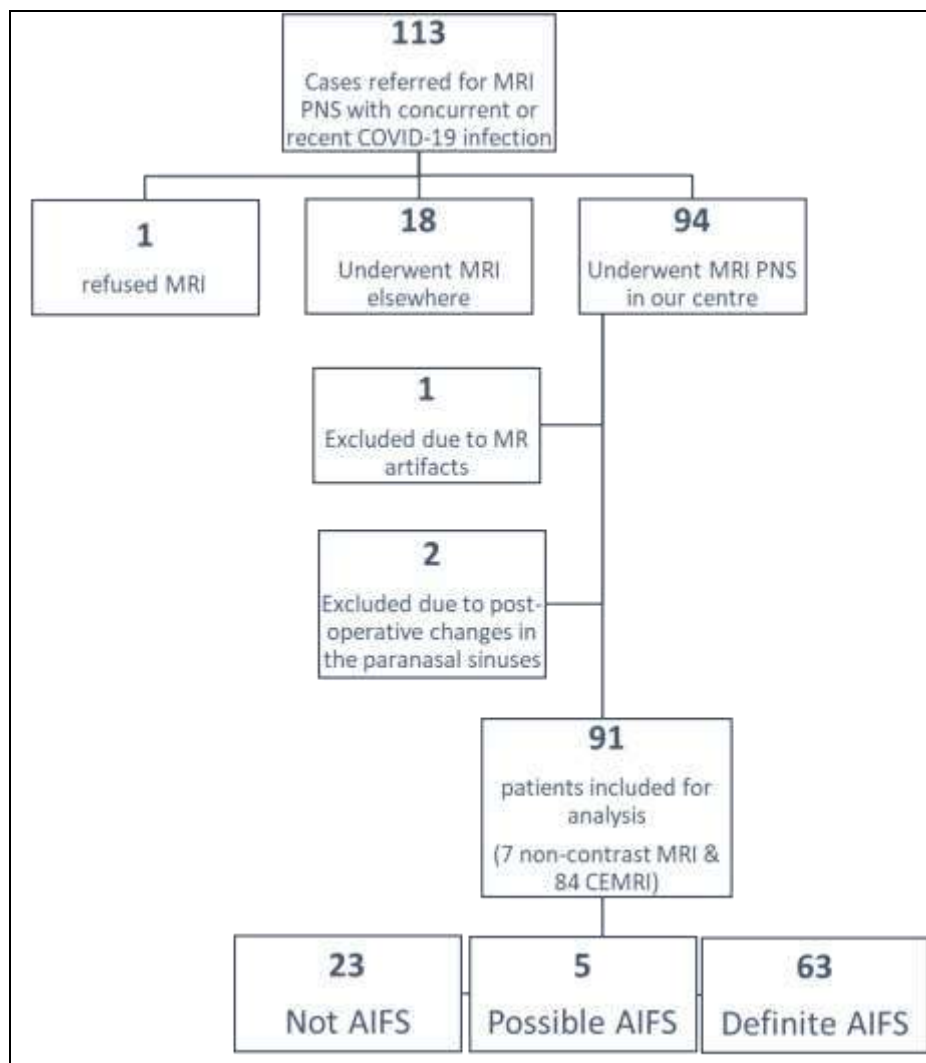 113
Cases referred for MRI
PNS with concurrent or
recent COVID-19 infection
1
refused MRI
18
Underwent MRI
elsewhere
94
Underwent MRI PNS
in our centre
1
Excluded due to MR
artifacts
2
Excluded due to post-
operative changes in
the paranasal sinuses
91
patients included for
analysis
(7 non-contrast MRI &
84 CEMRI)
23
Not AIFS
5
Possible AIFS
63
Definite AIFS